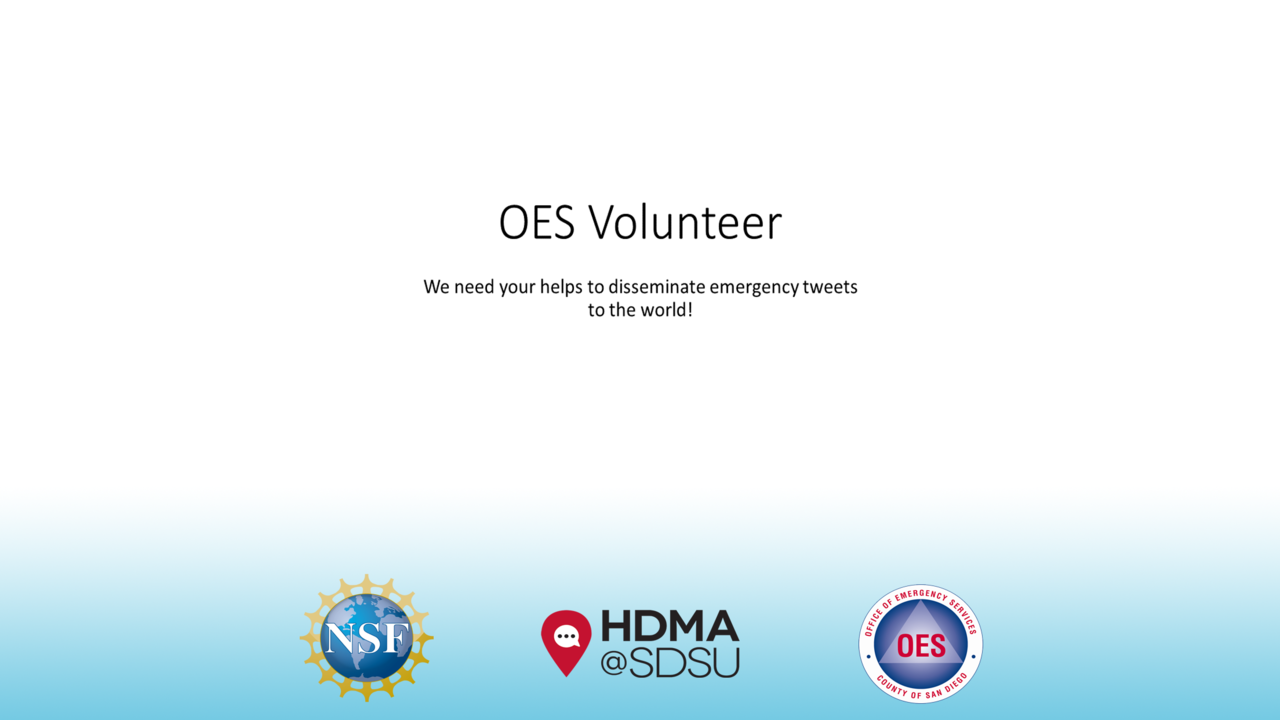 OES Volunteer
We need your helps to disseminate emergency tweets
to the world!
NSF
HDMA
@SDSU
OFFICE OF EMERGENCY SERVICES
OES
COUNTY OF SAN DIEGO